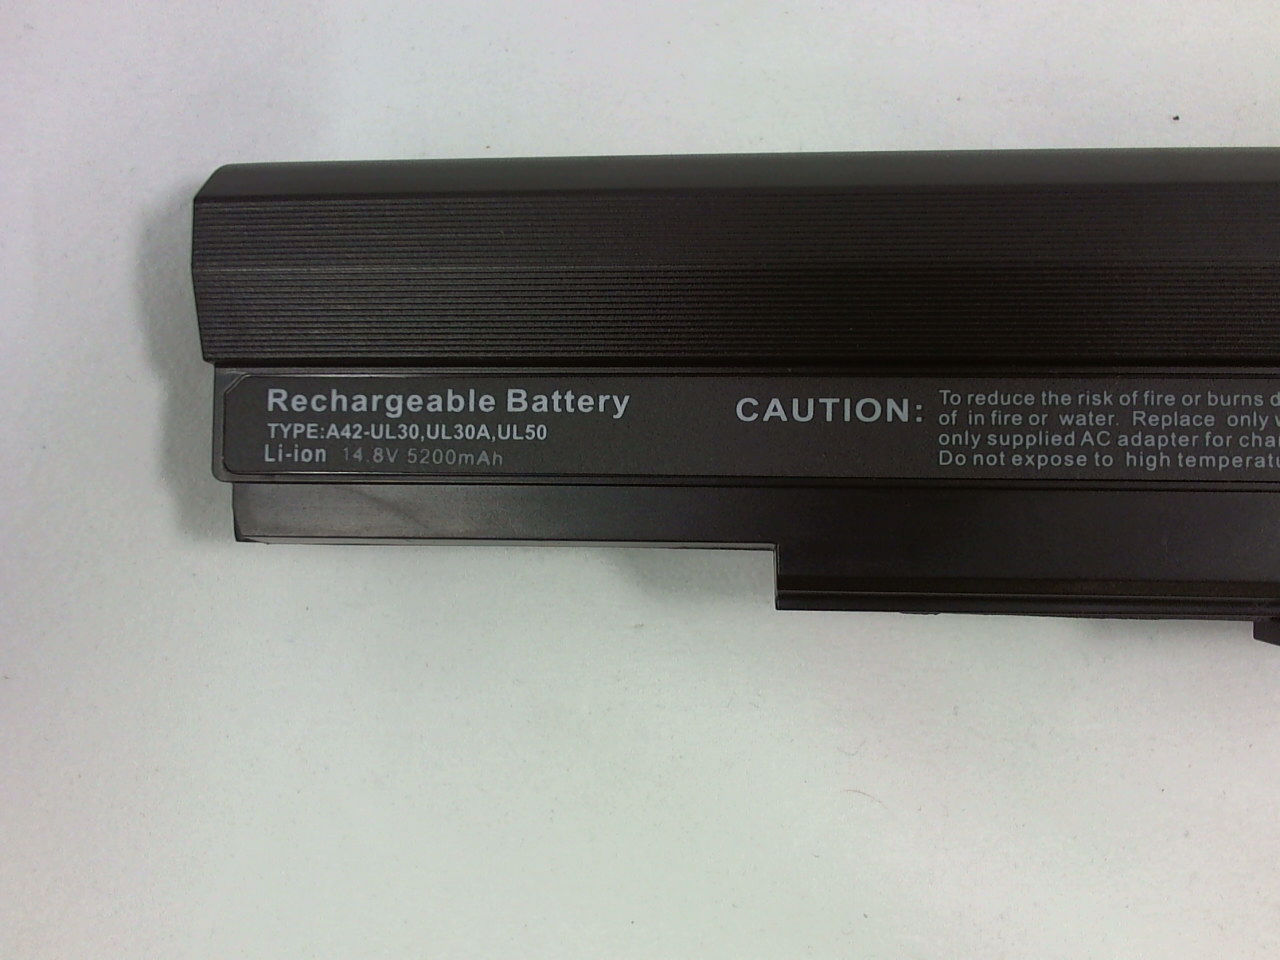 Rechargeable Battery
TYPE:A42-UL30,UL30A,UL50
Li-ion 14.8V 5200mAh
CAUTION:
To reduce the risk of fire or burns
of in fire or water. Replace only
only supplied AC adapter for
Do not expose to high